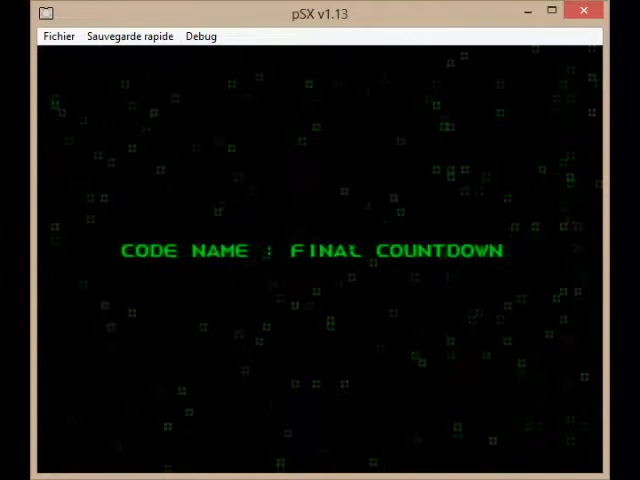 pSX v1.13
Fichier Sauvegarde rapide Debug
CODE NAME : FINAL COUNTDOWN